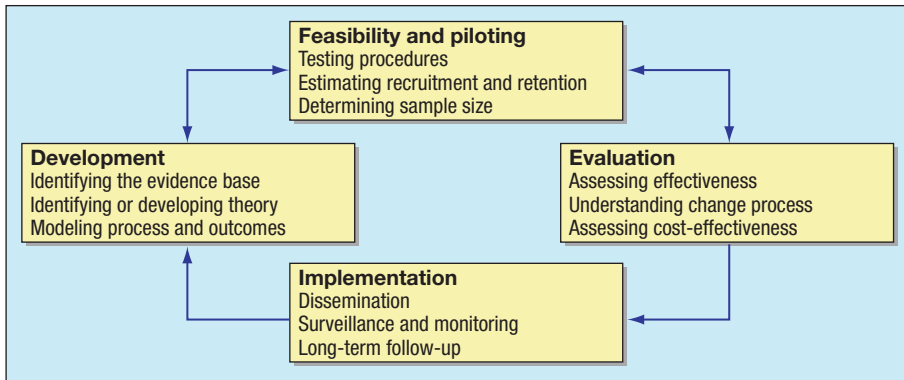 Feasibility and piloting
Testing procedures
Estimating recruitment and retention
Determining sample size
Development
Identifying the evidence base
Identifying or developing theory
Modeling process and outcomes
Evaluation
Assessing effectiveness
Understanding change process
Assessing cost-effectiveness
Implementation
Dissemination
Surveillance and monitoring
Long-term follow-up